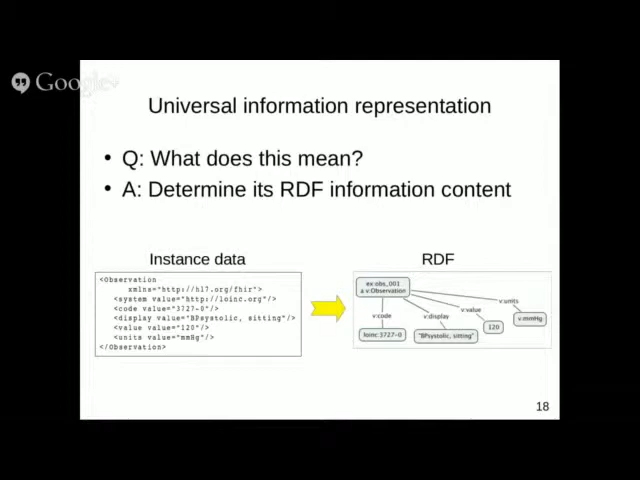 Google+
Universal information representation
• Q: What does this mean?
• A: Determine its RDF information content
Instance data
RDF
<Observation
xmlns="http://hl7.org/fhir">
<system value="http://loinc.org"/>
<code value="3727-0"/>
<display value="BPsystolic, sitting"/>
<value value="120"/>
<units value="mmHg"/>
</Observation>
ex:obs_001
a v:Observation
v:code
v:display
v:value
v:units
loinc:3727-0
"BPsystolic, sitting"
120
v:mmHg
18